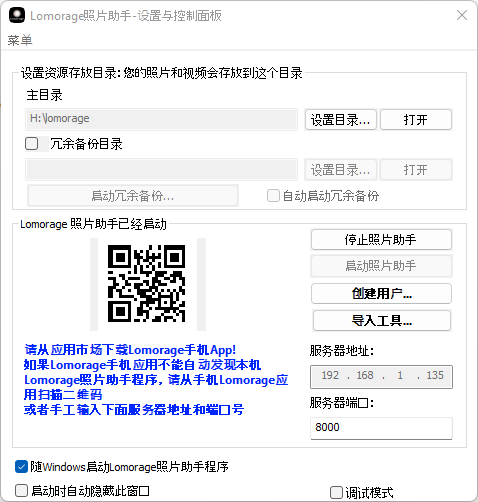 Lomorage照片助手-设置与控制面板
菜单
设置资源存放目录: 您的照片和视频会存放到这个目录
主目录
H:\lomorage
设置目录...
打开
冗余备份目录
设置目录...
打开
启动冗余备份...
自动启动冗余备份
Lomorage 照片助手已经启动
停止照片助手
启动照片助手
创建用户...
导入工具...
请从应用市场下载Lomorage手机App!
如果Lomorage手机应用不能自动发现本机
Lomorage照片助手程序, 请从手机Lomorage应
用扫描二维码
或者手工输入下面服务器地址和端口号
服务器地址:
192 . 168 . 1 . 135
服务器端口:
8000
随Windows启动Lomorage照片助手程序
启动时自动隐藏此窗口
调试模式